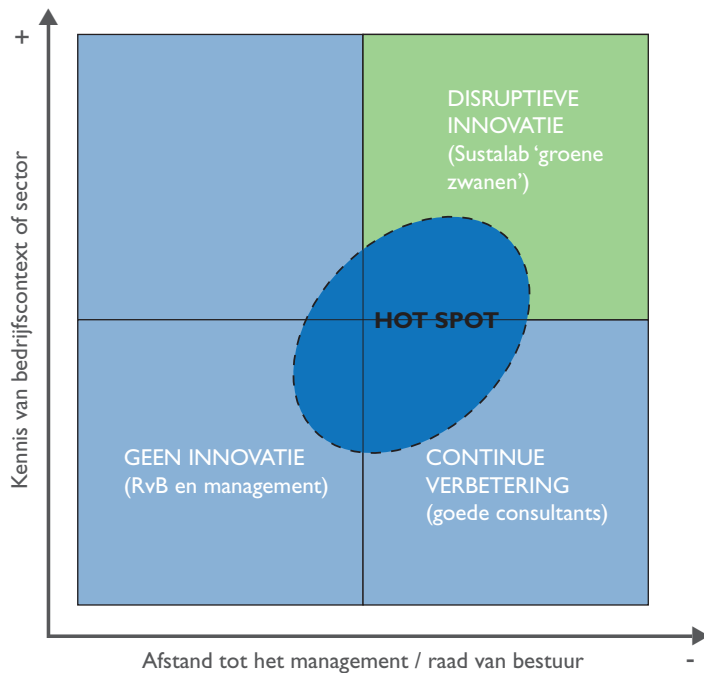 +
Kennis van bedrijfscontext of sector
DISRUPTIEVE
INNOVATIE
(Sustalab ‘groene
zwanen’)
HOT SPOT
GEEN INNOVATIE
(RvB en management)
CONTINUE
VERBETERING
(goede consultants)
Afstand tot het management / raad van bestuur
-